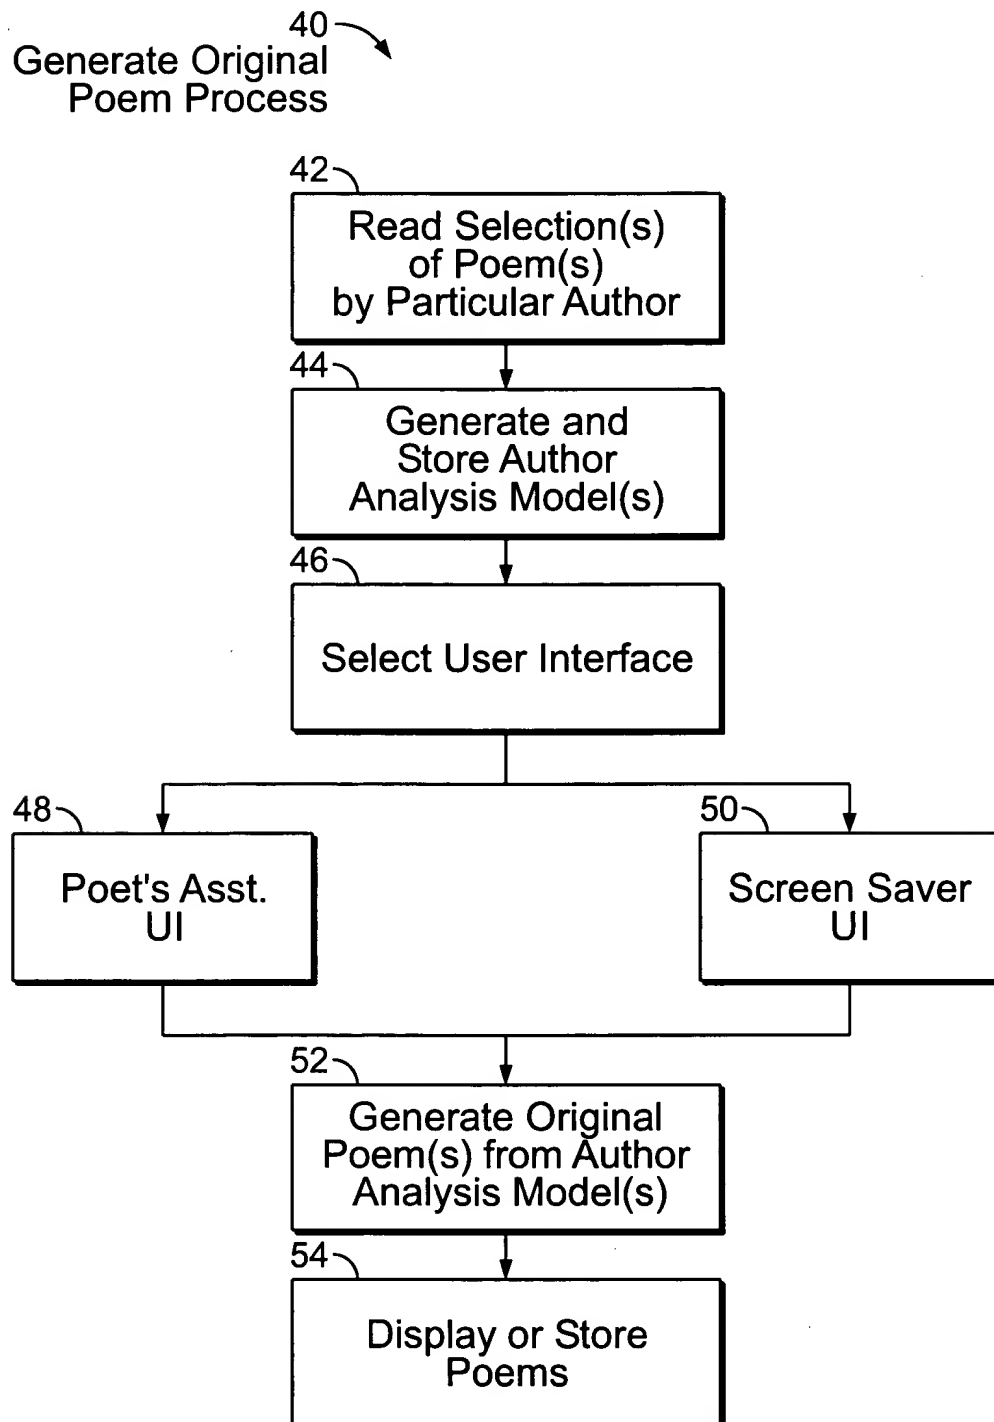 40
Generate Original
Poem Process
42
Read Selection(s)
of Poem(s)
by Particular Author
44
Generate and
Store Author
Analysis Model(s)
46
Select User Interface
48
Poet's Asst.
UI
50
Screen Saver
UI
52
Generate Original
Poem(s) from Author
Analysis Model(s)
54
Display or Store
Poems